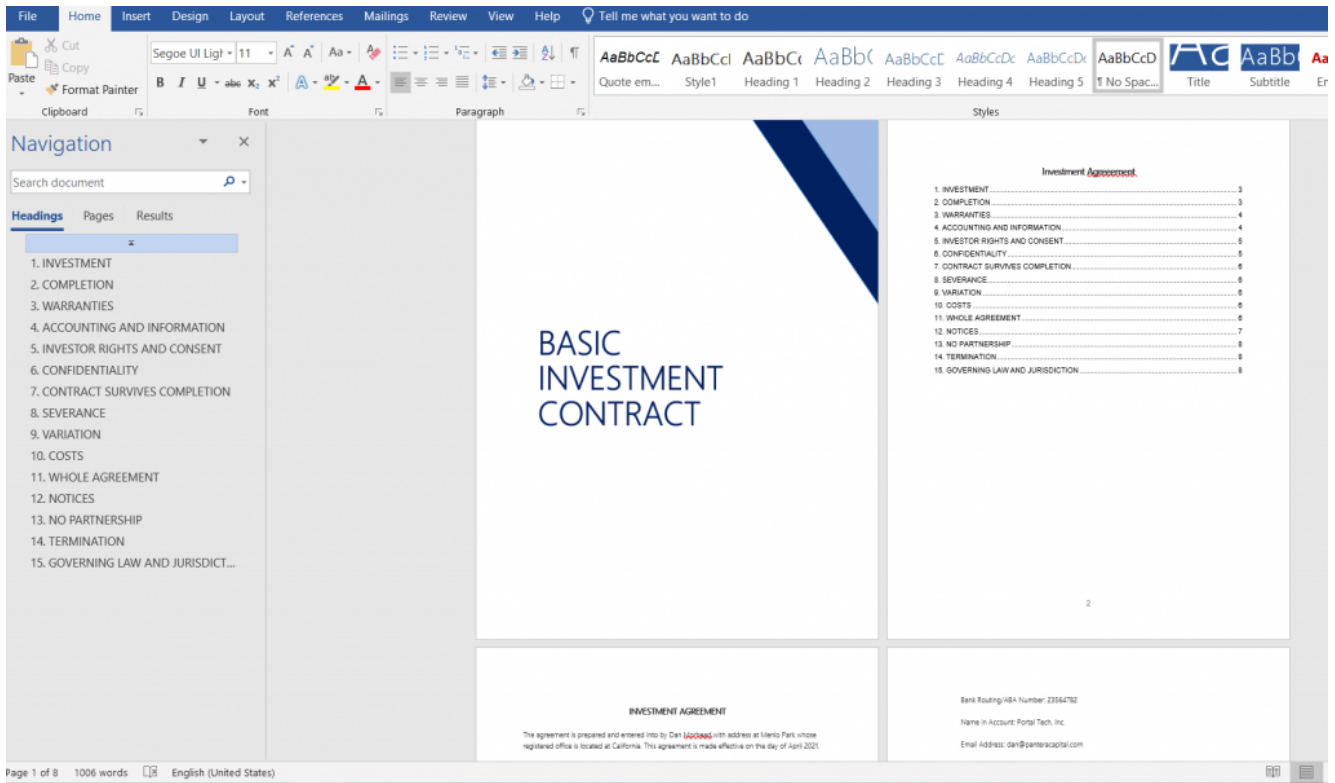 File Home Insert Design Layout References Mailings Review View Help Tell me what you want to do
Paste
Cut
Copy
Format Painter
Clipboard
Segoe UI Ligh 11
Font
Paragraph
AaBbCcDc AaBbCcI AaBbCc AaBb( AaBbCcD AaBbCcDc AaBbCcDc AaBbCcD AaBb
Quote em... Style1 Heading 1 Heading 2 Heading 3 Heading 4 Heading 5 ¶ No Spac... Title Subtitle
Styles
Navigation
Search document
Headings Pages Results
1. INVESTMENT
2. COMPLETION
3. WARRANTIES
4. ACCOUNTING AND INFORMATION
5. INVESTOR RIGHTS AND CONSENT
6. CONFIDENTIALITY
7. CONTRACT SURVIVES COMPLETION
8. SEVERANCE
9. VARIATION
10. COSTS
11. WHOLE AGREEMENT
12. NOTICES
13. NO PARTNERSHIP
14. TERMINATION
15. GOVERNING LAW AND JURISDICT...
BASIC
INVESTMENT
CONTRACT
Investment
1. INVESTMENT 3
2. COMPLETION 3
3. WARRANTIES 4
4. ACCOUNTING AND INFORMATION 4
5. INVESTOR RIGHTS AND CONSENT 5
6. CONFIDENTIALITY 5
7. CONTRACT SURVIVES COMPLETION 6
8. SEVERANCE 6
9. VARIATION 6
10. COSTS 6
11. WHOLE AGREEMENT 6
12. NOTICES 7
13. NO PARTNERSHIP 8
14. TERMINATION 8
15. GOVERNING LAW AND JURISDICTION 8
2
INVESTMENT AGREEMENT
The agreement is prepared and entered into by Dan with address at Menlo Park whose
registered office is located at California. This agreement is made effective on the day of April 2021.
Bank Routing/ABA Number: 23564782
Name in Account: Portal Tech, Inc.
Email Address: dan@panteracapital.com
Page 1 of 8 1006 words English (United States)